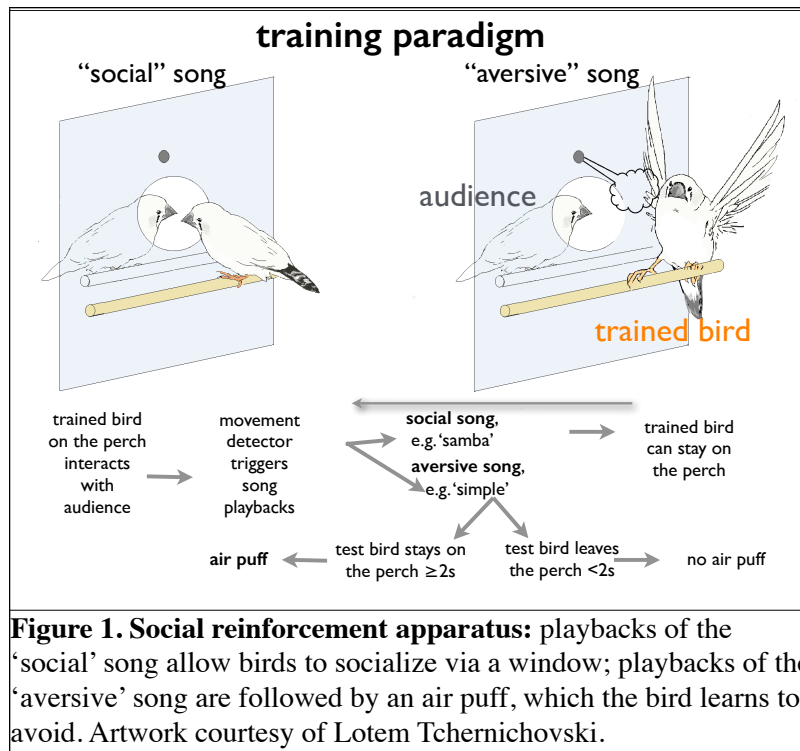 training paradigm
“social” song
“aversive” song
audience
trained bird
trained bird
on the perch
interacts
with
audience
movement
detector
triggers
song
playbacks
social song,
e.g. ‘samba’
aversive song,
e.g. ‘simple’
trained bird
can stay on
the perch
air puff
test bird stays on
the perch ≥2s
test bird leaves
the perch <2s
no air puff
Figure 1. Social reinforcement apparatus: playbacks of the
‘social’ song allow birds to socialize via a window; playbacks of the
‘aversive’ song are followed by an air puff, which the bird learns to
avoid. Artwork courtesy of Lotem Tchernichovski.